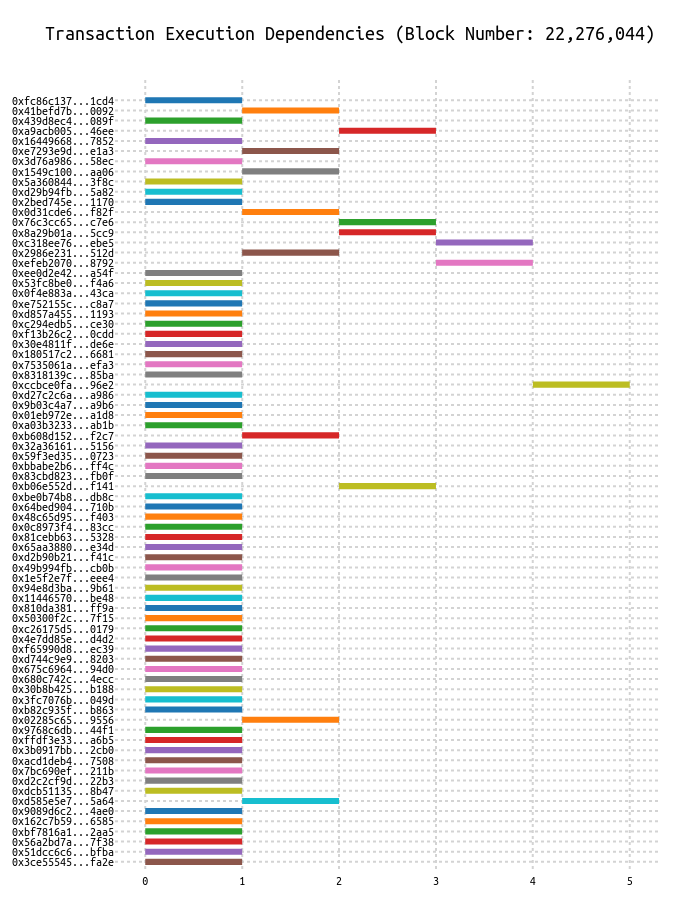 Transaction Execution Dependencies (Block Number: 22,276,044)
0xfc86c137...1cd4
0x41befd7b...0092
0x439d8ec4...089f
0xa9acb005...46ee
0x16449668...7852
0xe7293e9d...e1a3
0x3d76a986...58ec
0x1549c100...aa06
0x5a360844...3f8c
0xd29b94fb...5a82
0x2bed745e...1170
0x0d31cde6...f82f
0x76c3cc65...c7e6
0x8a29b01a...5cc9
0xc318ee76...ebe5
0x2986e231...512d
0xefeb2070...8792
0xee0d2e42...a54f
0x53fc8be0...f4a6
0x0f4e883a...43ca
0xe752155c...c8a7
0xd857a455...1193
0xc294edb5...ce30
0xf13b26c2...0cdd
0x30e4811f...de6e
0x180517c2...6681
0x7535061a...efa3
0x8318139c...85ba
0xccbce0fa...96e2
0xd27c2c6a...a986
0x9b03c4a7...a9b6
0x01eb972e...a1d8
0xa03b3233...ab1b
0xb608d152...f2c7
0x32a36161...5156
0x59f3ed35...0723
0xbbabe2b6...ff4c
0x83cbd823...fb0f
0xb06e552d...f141
0xbe0b74b8...db8c
0x64bed904...710b
0x48c65d95...f403
0x0c8973f4...83cc
0x81cebb63...5328
0x65aa3880...e34d
0xd2b90b21...f41c
0x49b994fb...cb0b
0x1e5f2e7f...eee4
0x94e8d3ba...9b61
0x11446570...be48
0x810da381...ff9a
0x50300f2c...7f15
0xc26175d5...0179
0x4e7dd85e...d4d2
0xf65990d8...ec39
0xd744c9e9...8203
0x675c6964...94d0
0x680c742c...4ecc
0x30b8b425...b188
0x3fc7076b...049d
0xb82c935f...b863
0x02285c65...9556
0x9768c6db...44f1
0xffdf3e33...a6b5
0x3b0917bb...2cb0
0xacd1deb4...7508
0x7bc690ef...211b
0xd2c2cf9d...22b3
0xdcb51135...8b47
0xd585e5e7...5a64
0x9089d6c2...4ae0
0x162c7b59...6585
0xbf7816a1...2aa5
0x56a2bd7a...7f38
0x51dcc6c6...bfba
0x3ce55545...fa2e
0 1 2 3 4 5